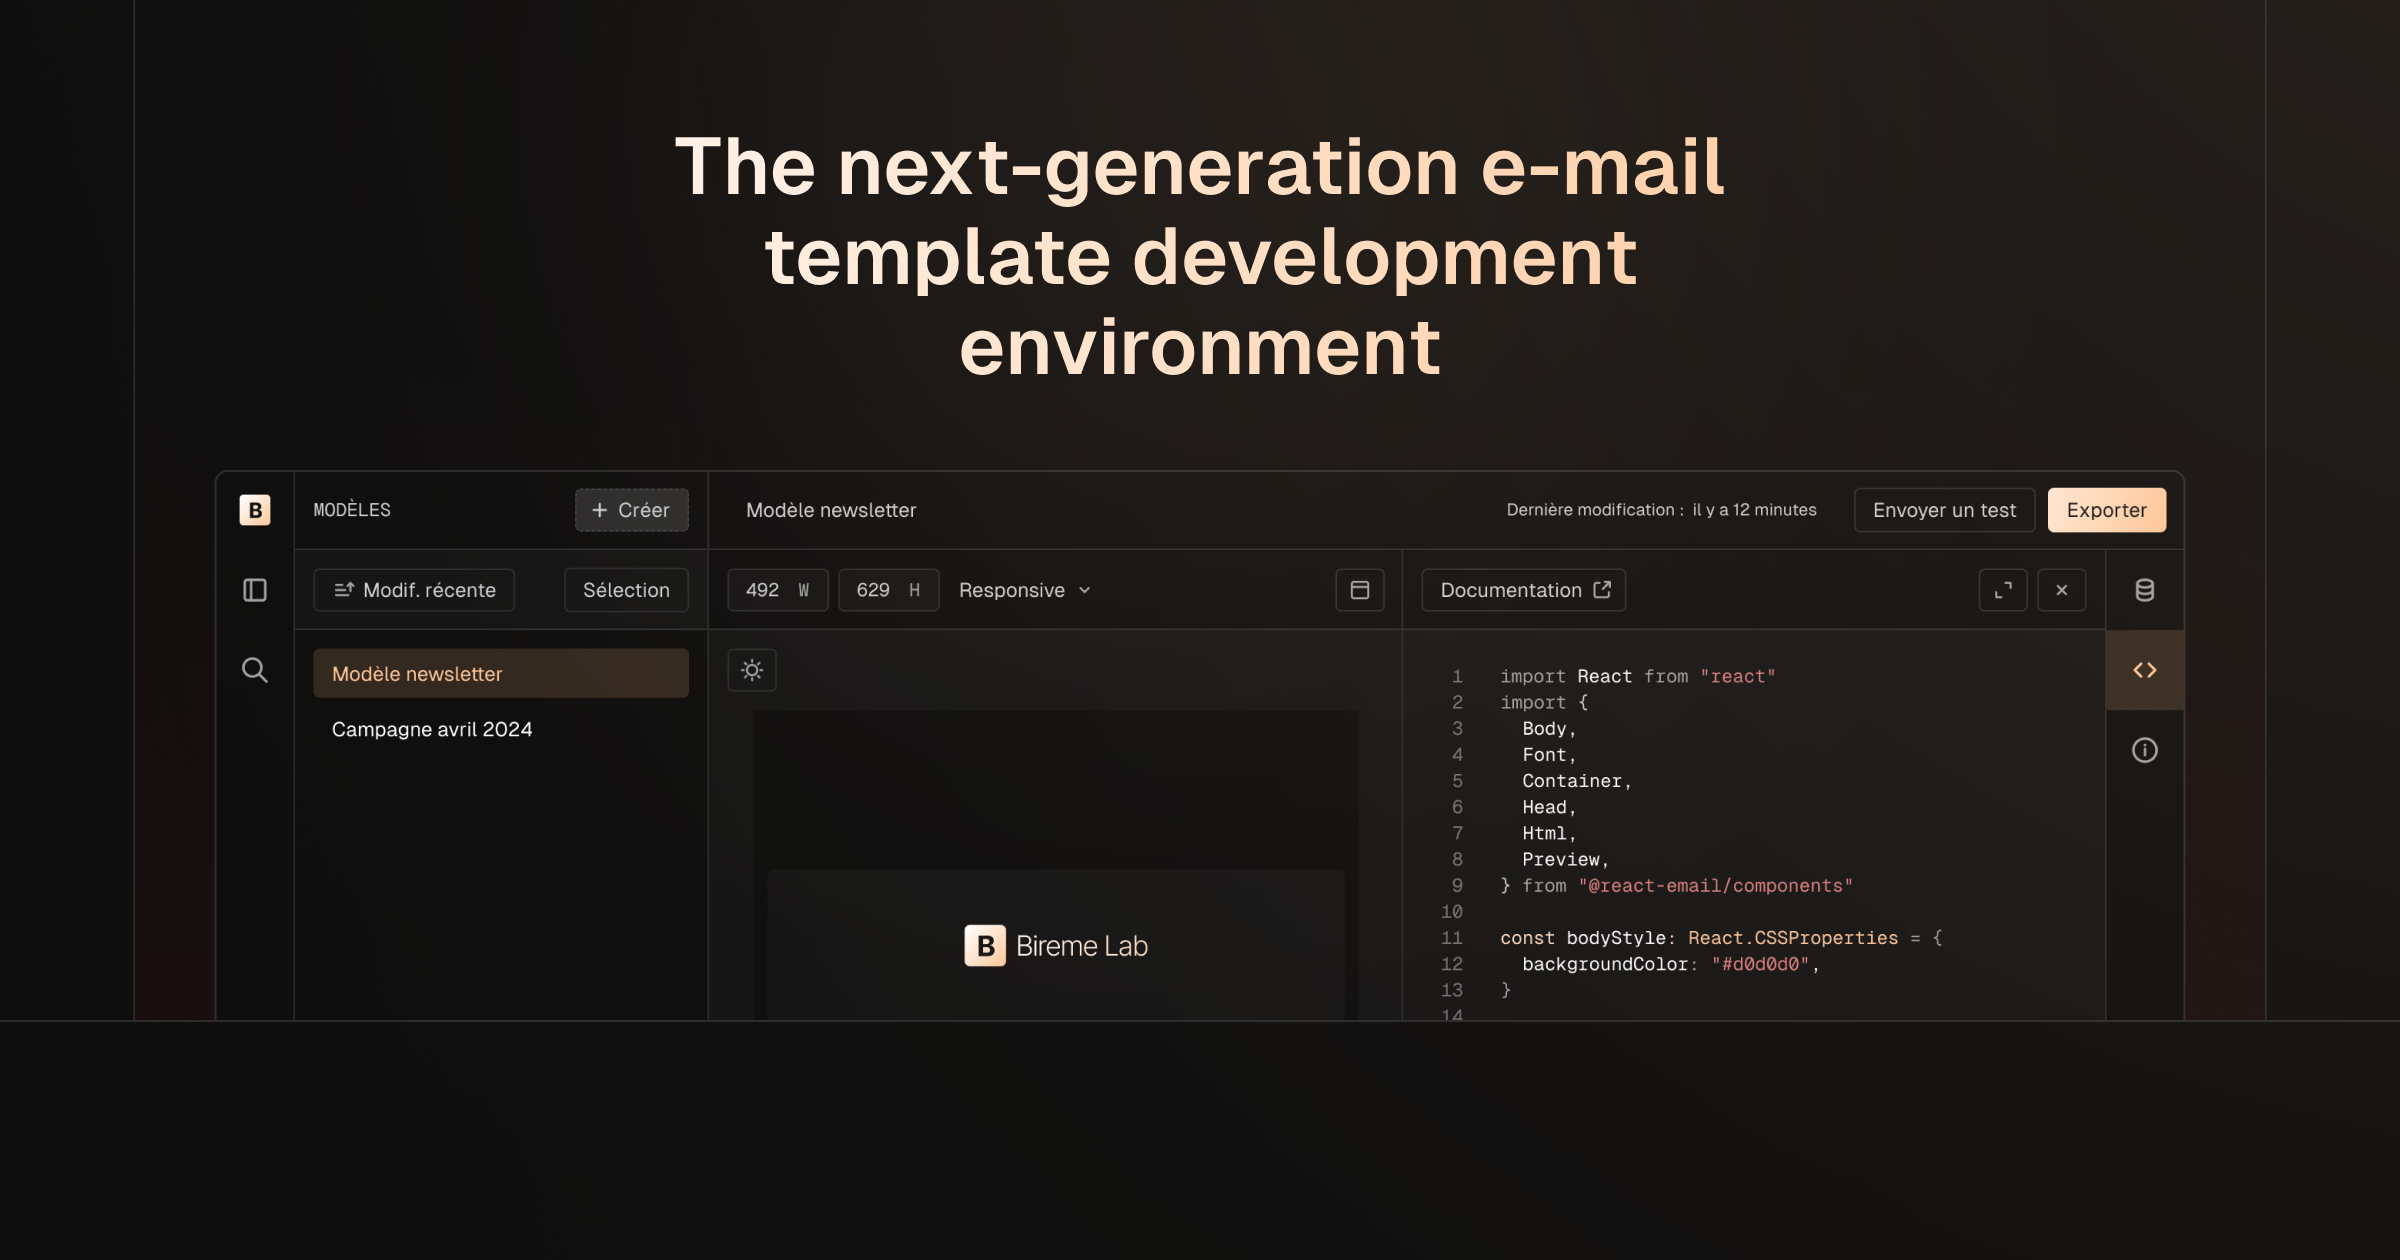 The next-generation e-mail
template development
environment
B
MODÈLES
+ Créer
Modèle newsletter
Dernière modification : il y a 12 minutes
Envoyer un test
Exporter
Modif. récente
Sélection
492 W
629 H
Responsive
Documentation
Modèle newsletter
Campagne avril 2024
B Bireme Lab
1 import React from "react"
2 import {
3 Body,
4 Font,
5 Container,
6 Head,
7 Html,
8 Preview,
9 } from "@react-email/components"
10
11 const bodyStyle: React.CSSProperties = {
12 backgroundColor: "#d0d0d0",
13 }
14